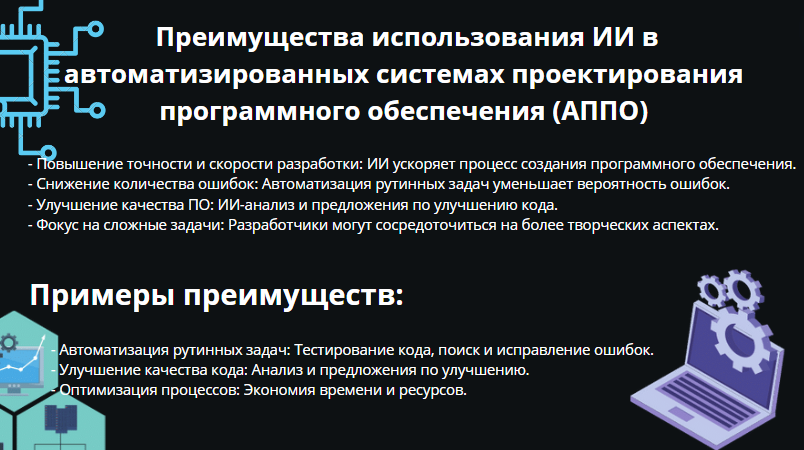 Преимущества использования ИИ в
автоматизированных системах проектирования
программного обеспечения (АППО)
- Повышение точности и скорости разработки: ИИ ускоряет процесс создания программного обеспечения.
- Снижение количества ошибок: Автоматизация рутинных задач уменьшает вероятность ошибок.
- Улучшение качества ПО: ИИ-анализ и предложения по улучшению кода.
- Фокус на сложные задачи: Разработчики могут сосредоточиться на более творческих аспектах.
Примеры преимуществ:
- Автоматизация рутинных задач: Тестирование кода, поиск и исправление ошибок.
- Улучшение качества кода: Анализ и предложения по улучшению.
- Оптимизация процессов: Экономия времени и ресурсов.